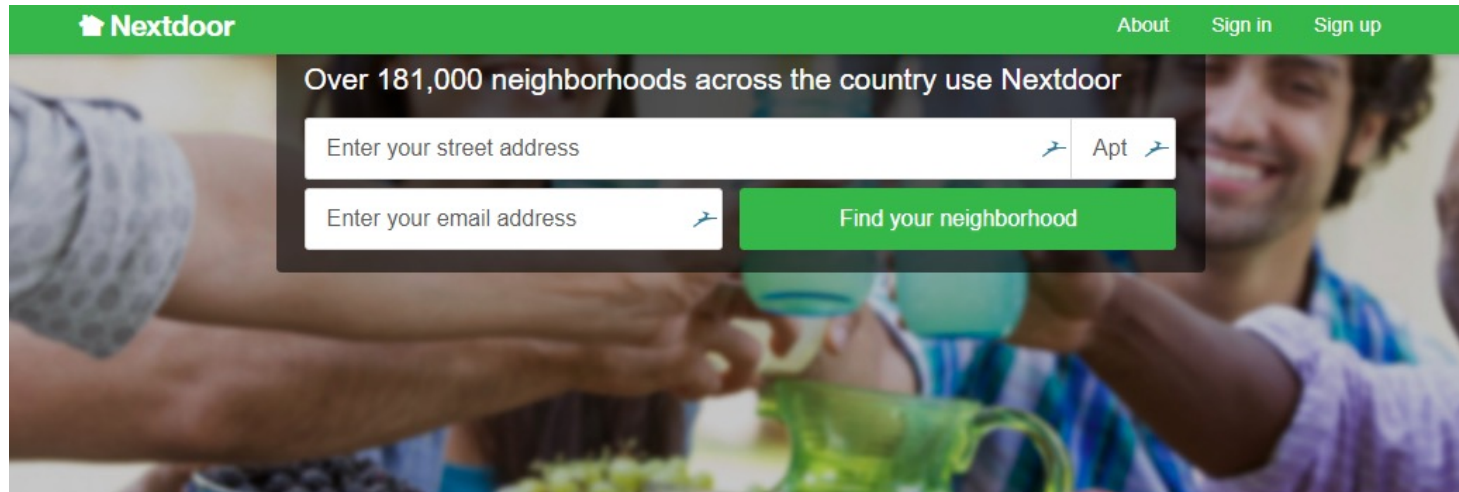 Nextdoor
About Sign in Sign up
Over 181,000 neighborhoods across the country use Nextdoor
Enter your street address Apt
Enter your email address Find your neighborhood